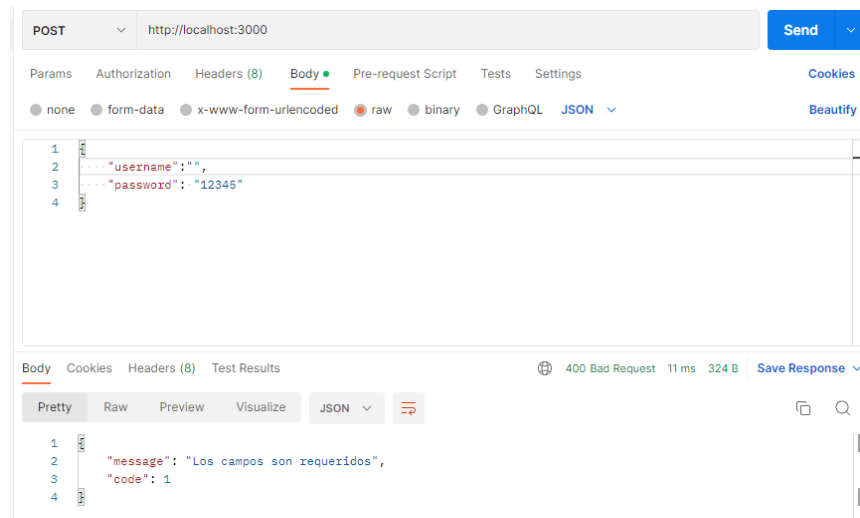 POST http://localhost:3000 Send
Params Authorization Headers (8) Body Pre-request Script Tests Settings Cookies
none form-data x-www-form-urlencoded raw binary GraphQL JSON Beautify
1 {
2 ····"username":"",
3 ····"password":·"12345"
4 }
Body Cookies Headers (8) Test Results 400 Bad Request 11 ms 324 B Save Response
Pretty Raw Preview Visualize JSON
1 {
2 "message": "Los campos son requeridos",
3 "code": 1
4 }